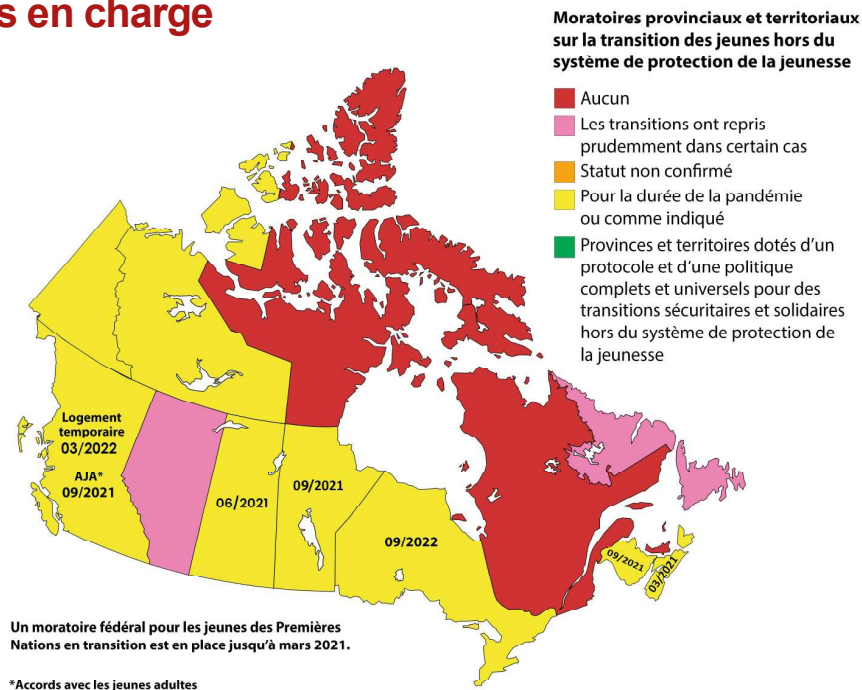 s en charge
Moratoires provinciaux et territoriaux
sur la transition des jeunes hors du
système de protection de la jeunesse
Aucun
Les transitions ont repris
prudemment dans certain cas
Statut non confirmé
Pour la durée de la pandémie
ou comme indiqué
Provinces et territoires dotés d’un
protocole et d’une politique
complets et universels pour des
transitions sécuritaires et solidaires
hors du système de protection de
la jeunesse
Logement
temporaire
03/2022
AJA*
09/2021
06/2021
09/2021
09/2022
09/2021
03/2021
Un moratoire fédéral pour les jeunes des Premières
Nations en transition est en place jusqu’à mars 2021.
*Accords avec les jeunes adultes